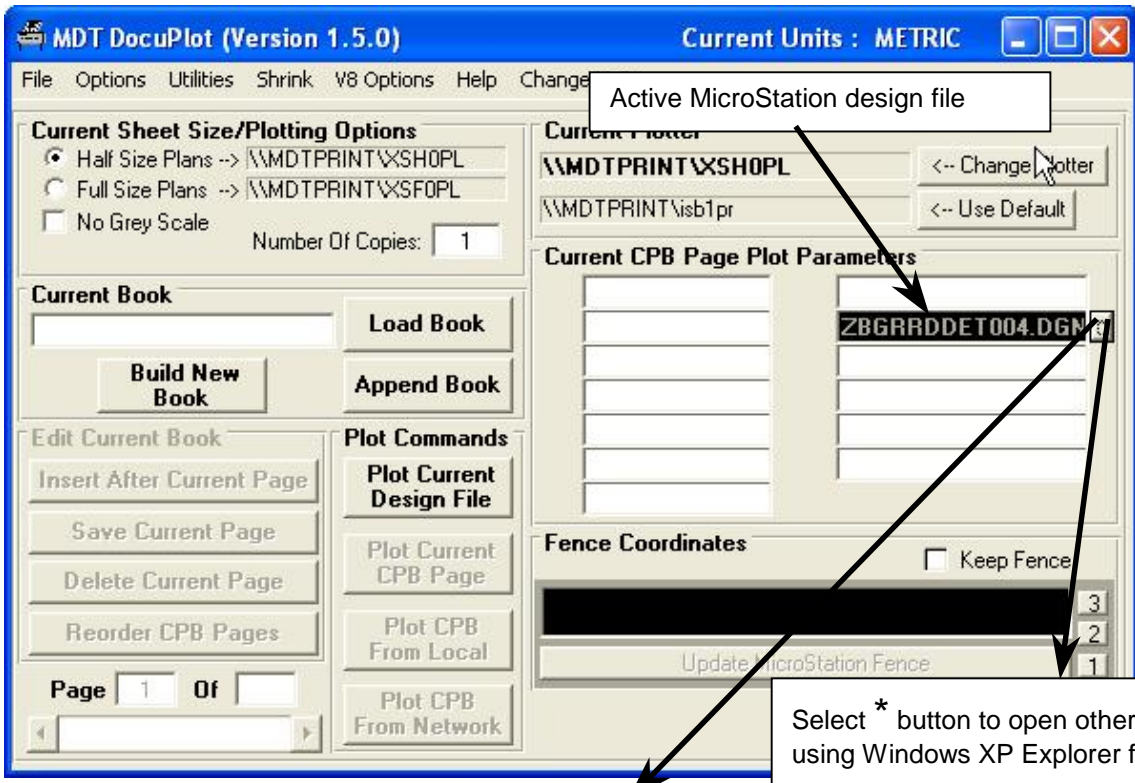 MDT DocuPlot (Version 1.5.0) Current Units : METRIC
File Options Utilities Shrink V8 Options Help Change
Active MicroStation design file
Current Sheet Size/Plotting Options
Half Size Plans --> \\MDTPRINT\XSH0PL
Full Size Plans --> \\MDTPRINT\XSF0PL
No Grey Scale
Number Of Copies: 1
Current Plotter
\\MDTPRINT\XSH0PL <-- Change Plotter
\\MDTPRINT\isb1pr <-- Use Default
Current CPB Page Plot Parameters
ZBGRRDDET004.DGN
Current Book
Load Book
Build New
Book
Append Book
Edit Current Book
Insert After Current Page
Save Current Page
Delete Current Page
Reorder CPB Pages
Page 1 Of
Plot Commands
Plot Current
Design File
Plot Current
CPB Page
Plot CPB
From Local
Plot CPB
From Network
Fence Coordinates
Keep Fence
3
2
Update MicroStation Fence 1
Select * button to open other
using Windows XP Explorer f